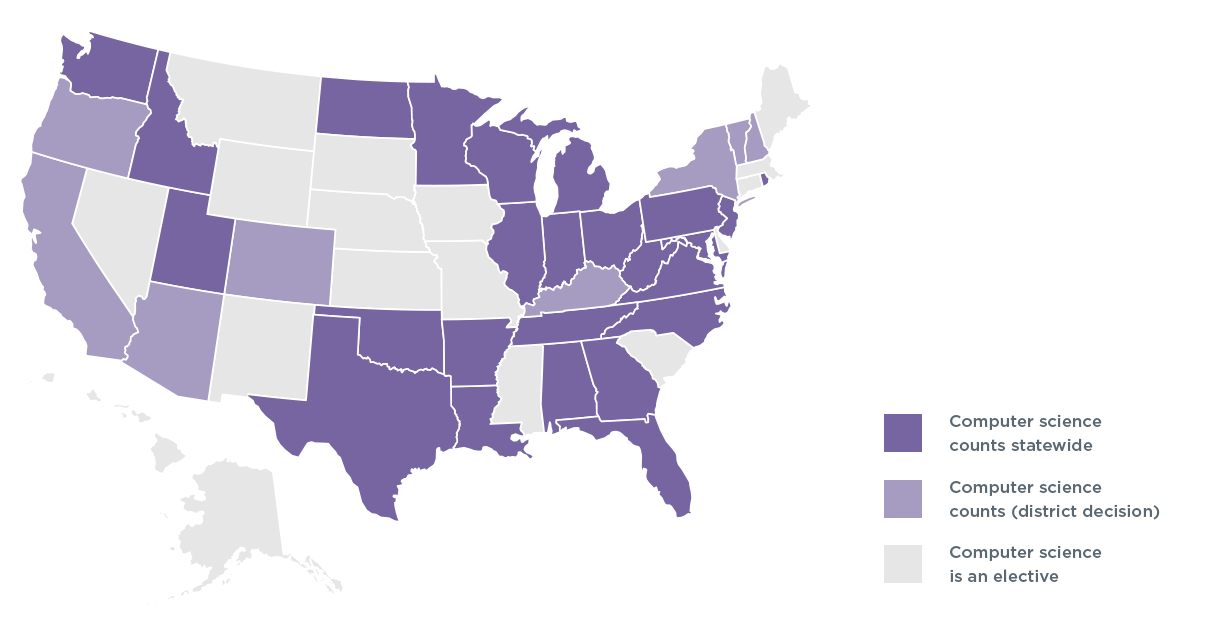 Computer science
counts statewide
Computer science
counts (district decision)
Computer science
is an elective